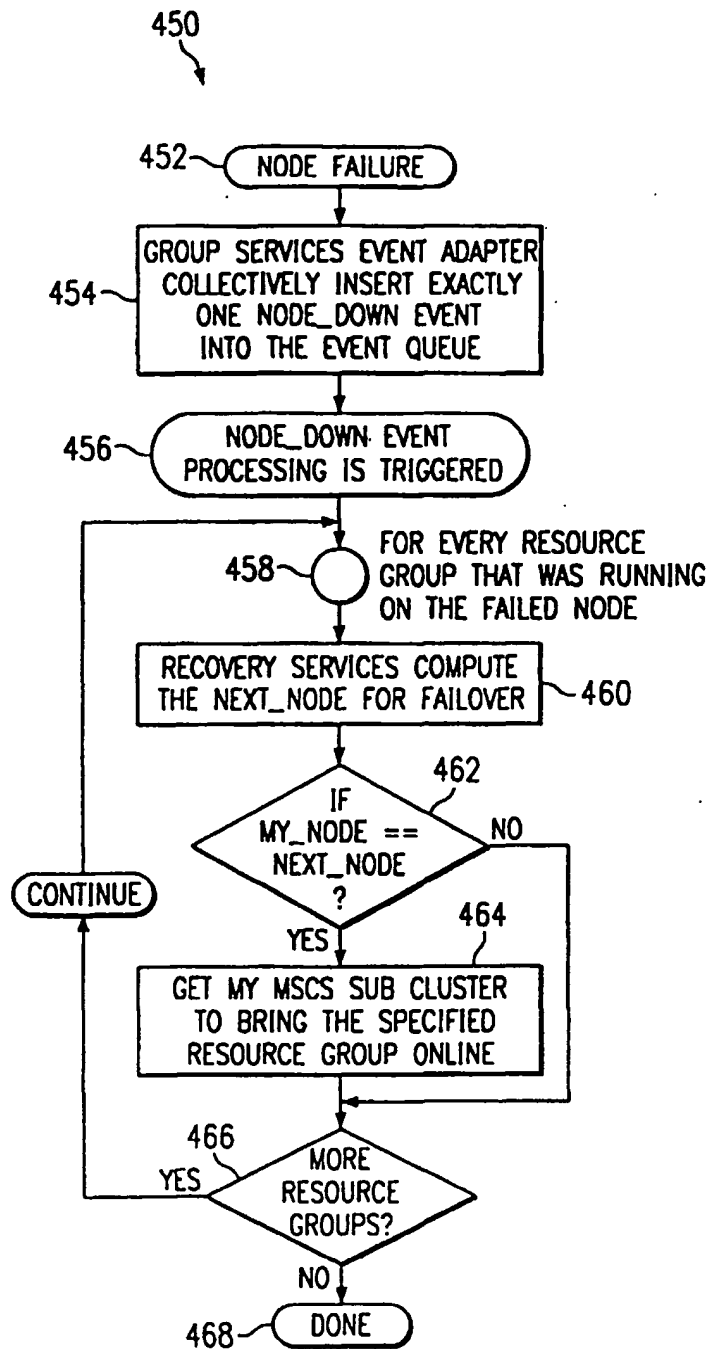 450
452
NODE FAILURE
454
GROUP SERVICES EVENT ADAPTER
COLLECTIVELY INSERT EXACTLY
ONE NODE_DOWN EVENT
INTO THE EVENT QUEUE
456
NODE_DOWN EVENT
PROCESSING IS TRIGGERED
458
FOR EVERY RESOURCE
GROUP THAT WAS RUNNING
ON THE FAILED NODE
RECOVERY SERVICES COMPUTE
THE NEXT_NODE FOR FAILOVER
460
462
IF
MY_NODE ==
NEXT_NODE
?
NO
CONTINUE
YES
464
GET MY MSCS SUB CLUSTER
TO BRING THE SPECIFIED
RESOURCE GROUP ONLINE
466
YES
MORE
RESOURCE
GROUPS?
NO
468
DONE